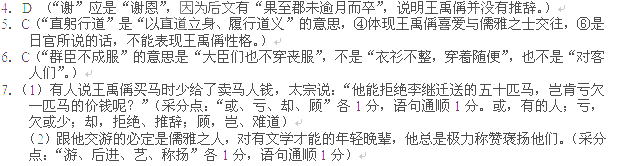 4. D （“谢”应是“谢恩”，因为后文有“果至郡未逾月而卒”，说明王禹偁并没有推辞。）
5. C（“直躬行道”是“以直道立身、履行道义”的意思，④体现王禹偁喜爱与儒雅之士交往，⑥是
日官所说的话，不能表现王禹偁性格。）
6. C（“群臣不成服”的意思是“大臣们也不穿丧服”，不是“衣衫不整，穿着随便”，也不是“对客
人们”。）
7. （1）有人说王禹偁买马时少给了卖马人钱，太宗说：“他能拒绝李继迁送的五十匹马，岂肯亏欠
一匹马的价钱呢？”（采分点：“或、亏、却、顾”各 1 分，语句通顺 1 分。或，有的人；亏，
欠或少；却，拒绝、推辞；顾，岂、难道）
（2）跟他交游的必定是儒雅之人，对有文学才能的年轻晚辈，他总是极力称赞褒扬他们。（采分
点：“游、后进、艺、称扬”各 1 分，语句通顺 1 分）